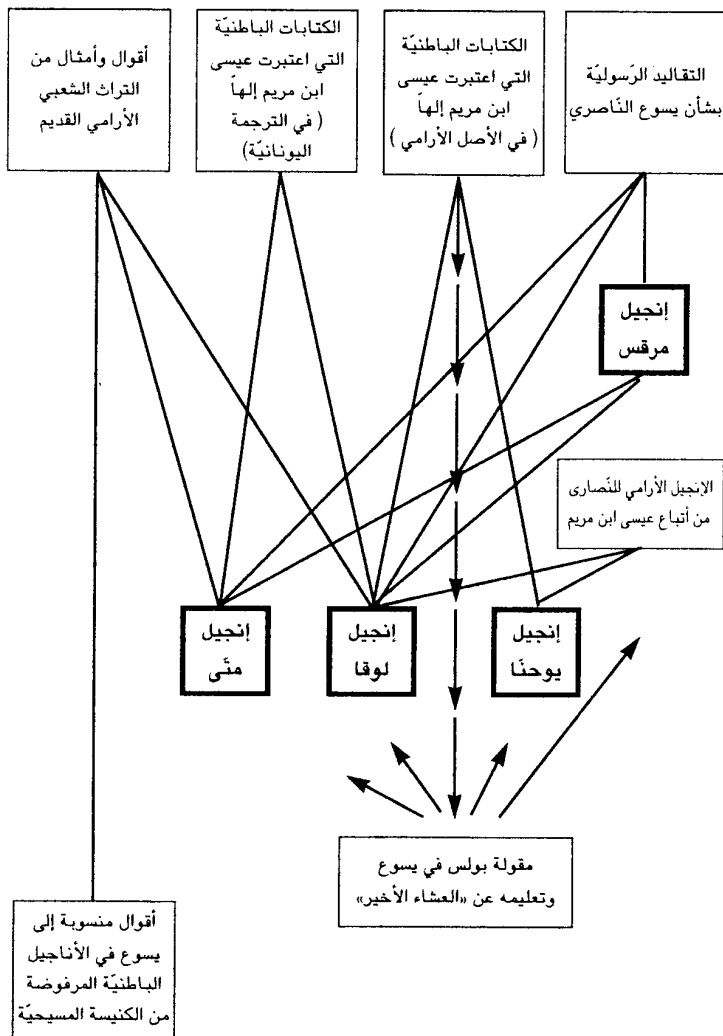 التقاليد الرّسوليّة
بشأن يسوع النّاصري
الكتابات الباطنيّة
التي اعتبرت عيسى
ابن مريم إلهاً
( في الأصل الأرامي )
الكتابات الباطنيّة
التي اعتبرت عيسى
ابن مريم إلهاً
( في الترجمة
اليونانيّة)
أقوال وأمثال من
التراث الشعبي
الأرامي القديم
إنجيل
مرقس
الإنجيل الأرامي للنّصارى
من أتباع عيسى ابن مريم
إنجيل
يوحنّا
إنجيل
لوقا
إنجيل
متّى
مقولة بولس في يسوع
وتعليمه عن «العشاء الأخير»
أقوال منسوبة إلى
يسوع في الأناجيل
الباطنيّة المرفوضة
من الكنيسة المسيحيّة